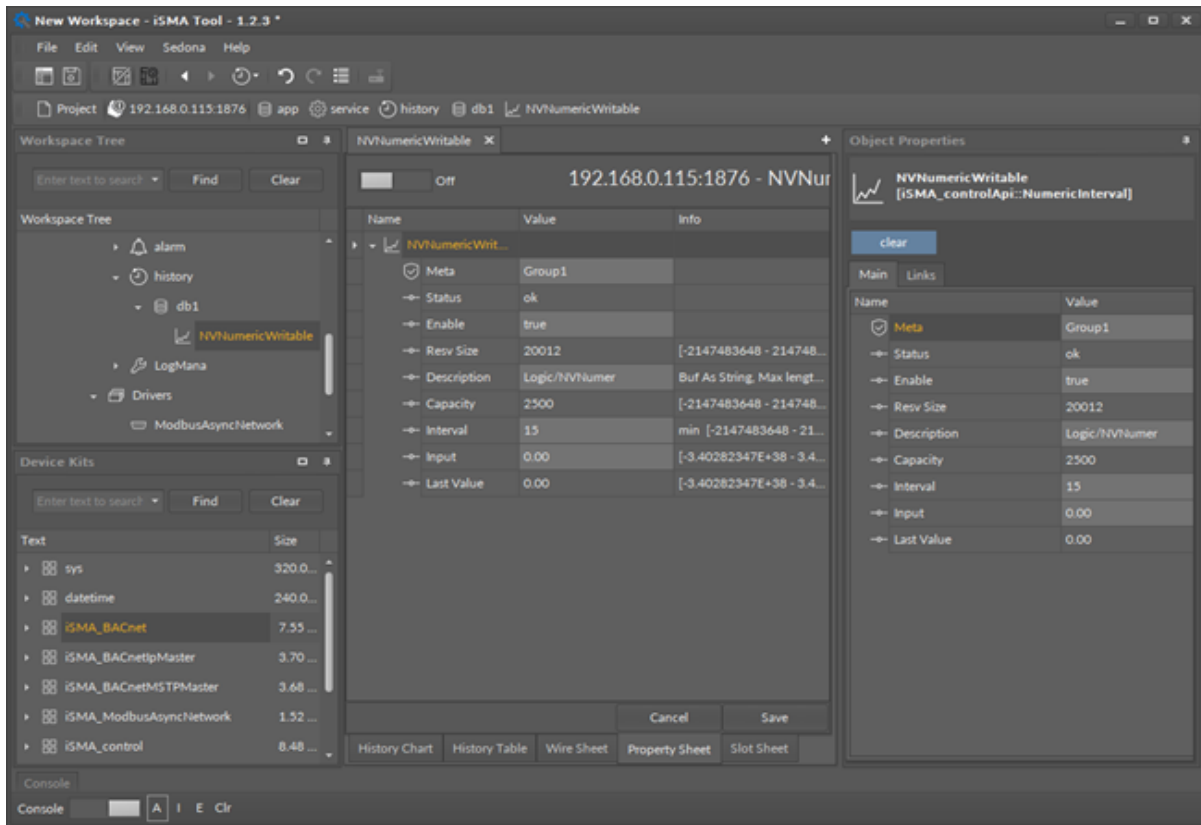 New Workspace - iSMA Tool - 1.2.3 *
File Edit View Sedona Help
Project 192.168.0.115:1876 app service history db1 NVNumericWritable
Workspace Tree
Enter text to search Find Clear
Workspace Tree
alarm
history
db1
NVNumericWritable
LogMana
Drivers
ModbusAsyncNetwork
Device Kits
Enter text to search Find Clear
Text Size
sys 320.0...
datetime 240.0...
iSMA_BACnet 7.55 ...
iSMA_BACnetIpMaster 3.70 ...
iSMA_BACnetMSTPMaster 3.68 ...
iSMA_ModbusAsyncNetwork 1.52 ...
iSMA_control 8.48 ...
NVNumericWritable
Off 192.168.0.115:1876 - NVNur
Name Value Info
NVNumericWrit...
Meta Group1
Status ok
Enable true
Resv Size 20012 [-2147483648 - 214748...
Description Logic/NVNumer Buf As String, Max lengt...
Capacity 2500 [-2147483648 - 214748...
Interval 15 min [-2147483648 - 21...
Input 0.00 [-3.40282347E+38 - 3.4...
Last Value 0.00 [-3.40282347E+38 - 3.4...
Cancel Save
History Chart History Table Wire Sheet Property Sheet Slot Sheet
Object Properties
NVNumericWritable
[iSMA_controlApi::NumericInterval]
clear
Main Links
Name Value
Meta Group1
Status ok
Enable true
Resv Size 20012
Description Logic/NVNumer
Capacity 2500
Interval 15
Input 0.00
Last Value 0.00
Console
Console A I E Clr